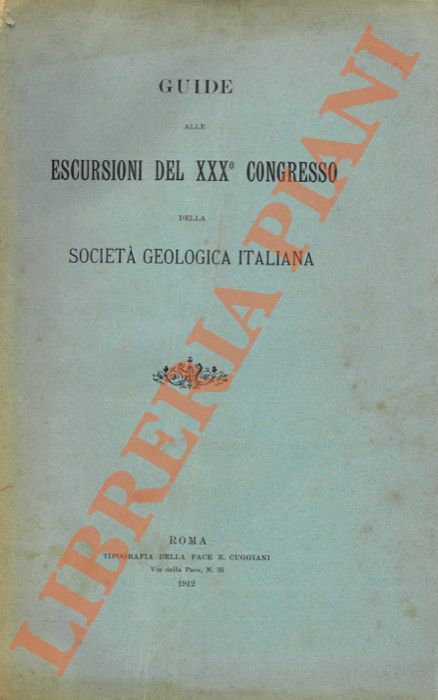 GUIDE
ALLE
ESCURSIONI DEL XXXº CONGRESSO
DELLA
SOCIETÀ GEOLOGICA ITALIANA
ROMA
TIPOGRAFIA DELLA PACE E. CUGGIANI
Via della Pace, N. 35
1912
LIBRERIA PIANI